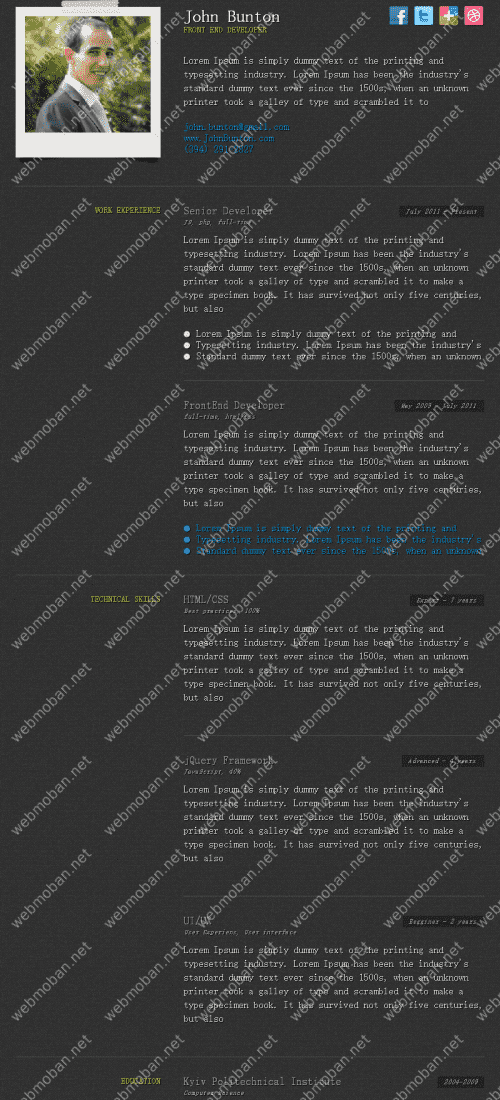 John Bunton
FRONT END DEVELOPER
Lorem Ipsum is simply dummy text of the printing and
typesetting industry. Lorem Ipsum has been the industry's
standard dummy text ever since the 1500s, when an unknown
printer took a galley of type and scrambled it to
www.JohnBunton.com
WORK EXPERIENCE
Senior Developer
July 2011 - Present
Lorem Ipsum is simply dummy text of the printing and
typesetting industry. Lorem Ipsum has been the industry's
standard dummy text ever since the 1500s, when an unknown
printer took a galley of type and scrambled it to make a
type specimen book. It has survived not only five centuries,
but also
Lorem Ipsum is simply dummy text of the printing and
Typesetting industry. Lorem Ipsum has been the industry's
Standard dummy text ever since the 1500s, when an unknown
FrontEnd Developer
May 2009 - July 2011
full-time, html/css
Lorem Ipsum is simply dummy text of the printing and
typesetting industry. Lorem Ipsum has been the industry's
standard dummy text ever since the 1500s, when an unknown
printer took a galley of type and scrambled it to make a
type specimen book. It has survived not only five centuries,
but also
Lorem Ipsum is simply dummy text of the printing and
Typesetting industry. Lorem Ipsum has been the industry's
Standard dummy text ever since the 1500s, when an unknown
TECHNICAL SKILLS
HTML/CSS
Expert - 7 years
Best practices, 100%
Lorem Ipsum is simply dummy text of the printing and
typesetting industry. Lorem Ipsum has been the industry's
standard dummy text ever since the 1500s, when an unknown
printer took a galley of type and scrambled it to make a
type specimen book. It has survived not only five centuries,
but also
jQuery Framework
Advanced - 4 years
JavaScript, 40%
Lorem Ipsum is simply dummy text of the printing and
typesetting industry. Lorem Ipsum has been the industry's
standard dummy text ever since the 1500s, when an unknown
printer took a galley of type and scrambled it to make a
type specimen book. It has survived not only five centuries,
but also
UI/UX
Begginer - 2 years
User Experiens, User interface
Lorem Ipsum is simply dummy text of the printing and
typesetting industry. Lorem Ipsum has been the industry's
standard dummy text ever since the 1500s, when an unknown
printer took a galley of type and scrambled it to make a
type specimen book. It has survived not only five centuries,
but also
EDUCATION
Kyiv Politechnical Institute
2004-2009
Computer science
webmoban.net